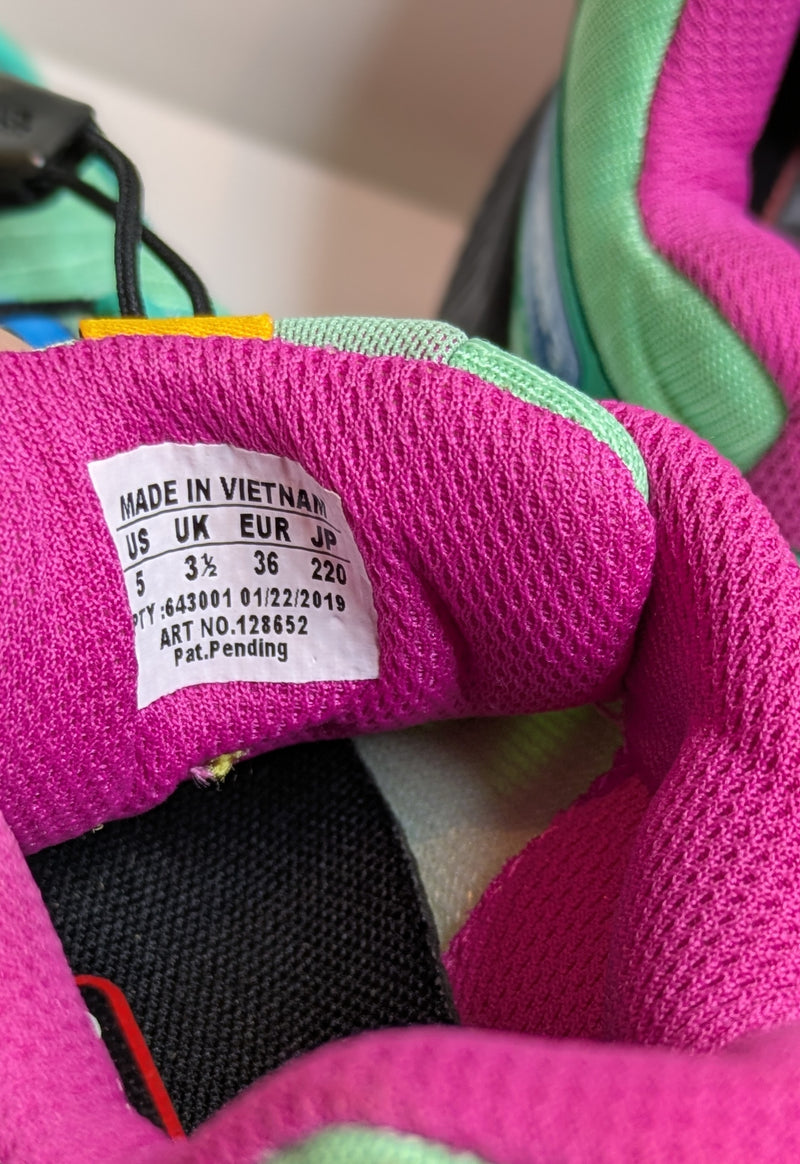 MADE IN VIETNAM
US UK EUR JP
5 3½ 36 220
PTY :643001 01/22/2019
ART NO.128652
Pat.Pending